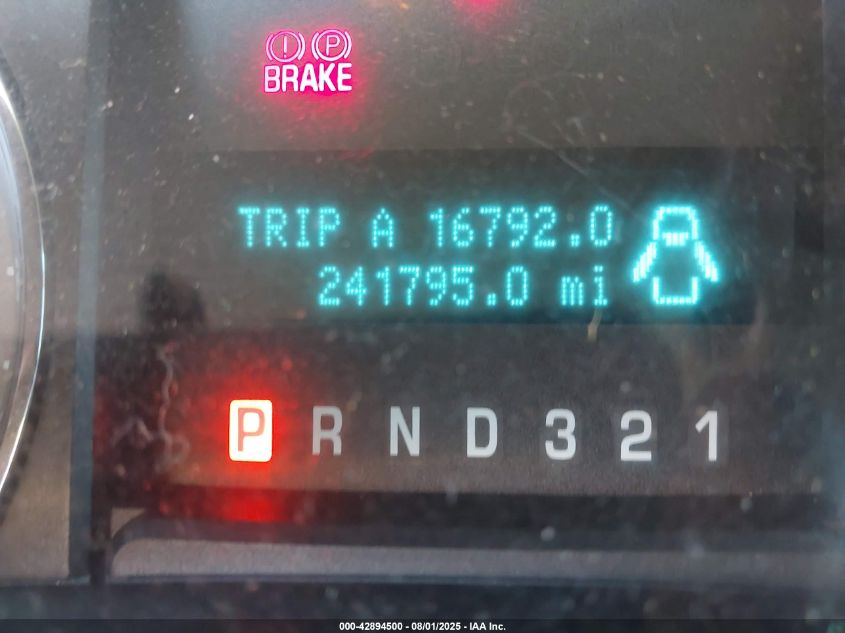 ! P
BRAKE
TRIP A 16792.0
241795.0 mi
P R N D 3 2 1
000-42894500 - 08/01/2025 - IAA Inc.